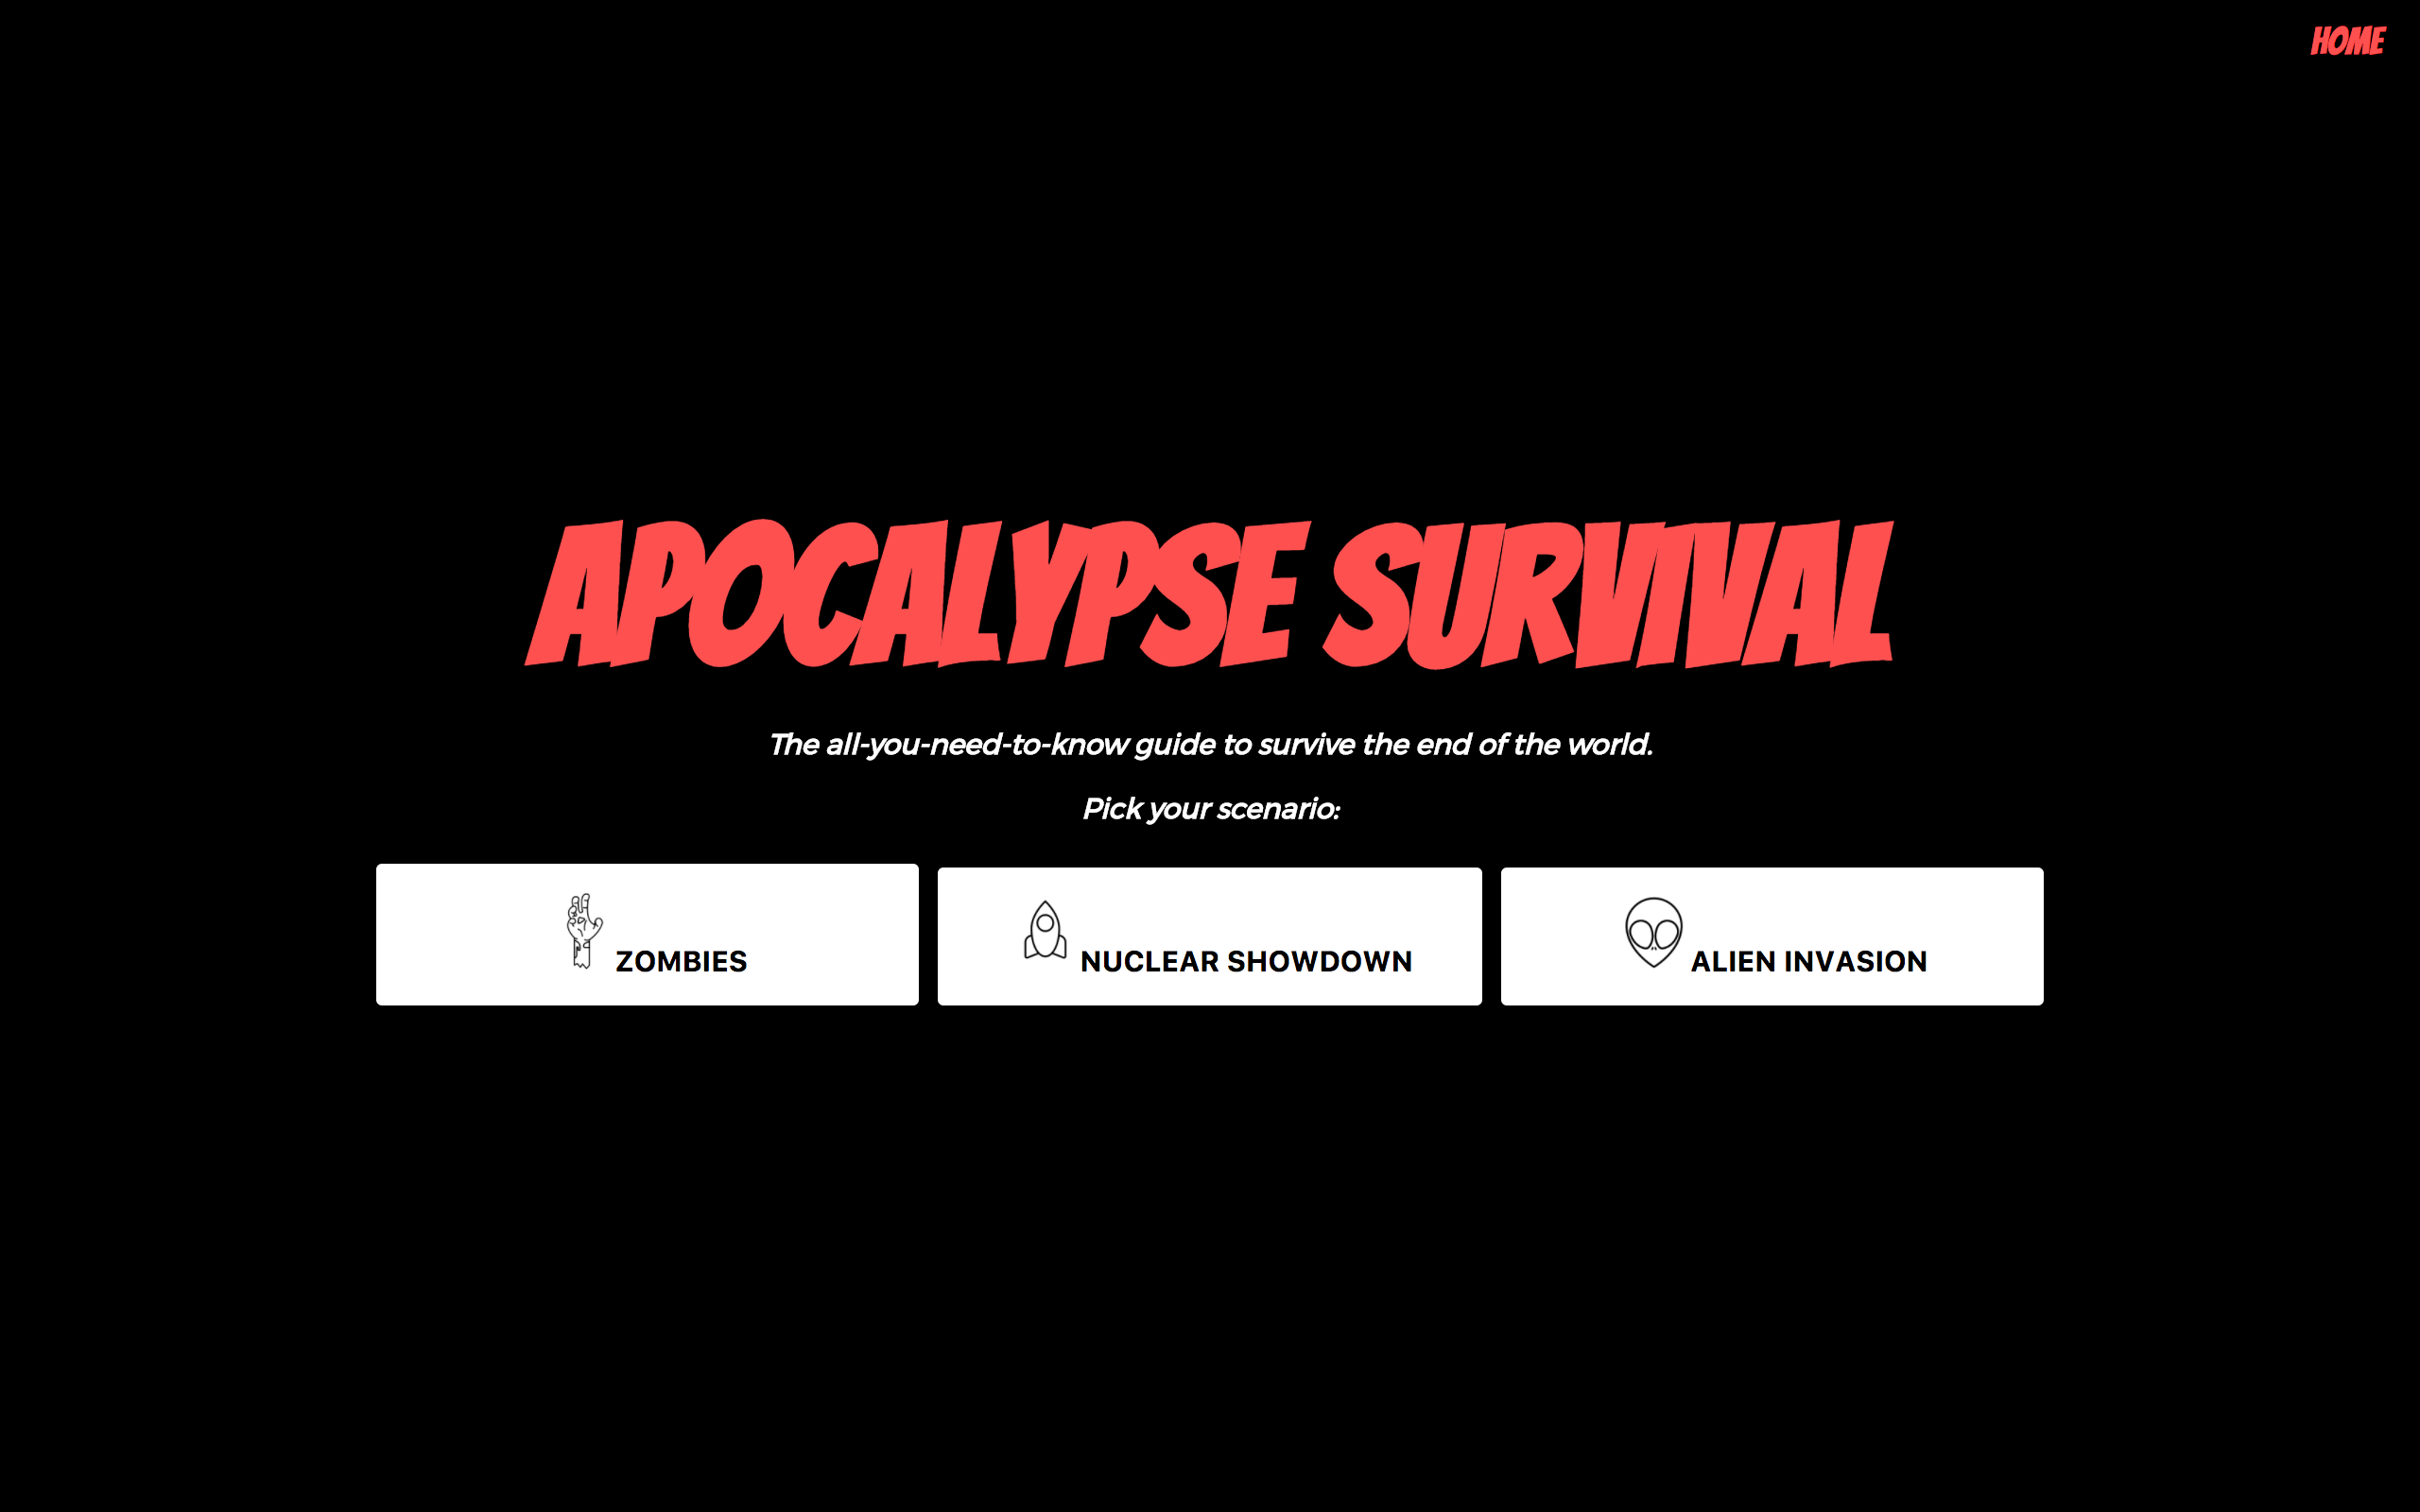 HOME
APOCALYPSE SURVIVAL
The all-you-need-to-know guide to survive the end of the world.
Pick your scenario:
ZOMBIES
NUCLEAR SHOWDOWN
ALIEN INVASION